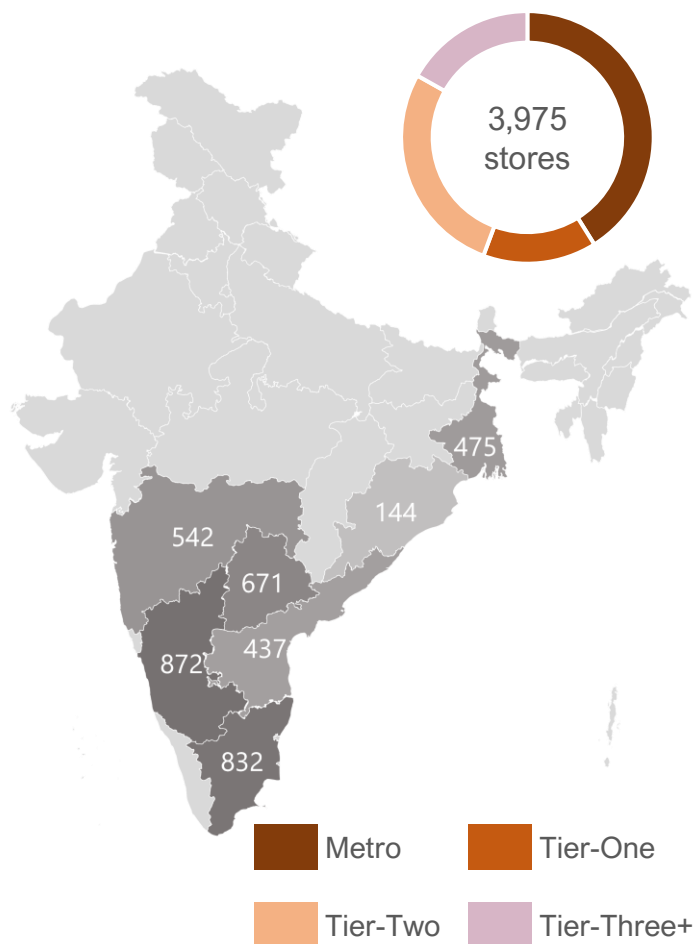 3,975
stores
475
144
542
671
437
872
832
Metro
Tier-One
Tier-Two
Tier-Three+